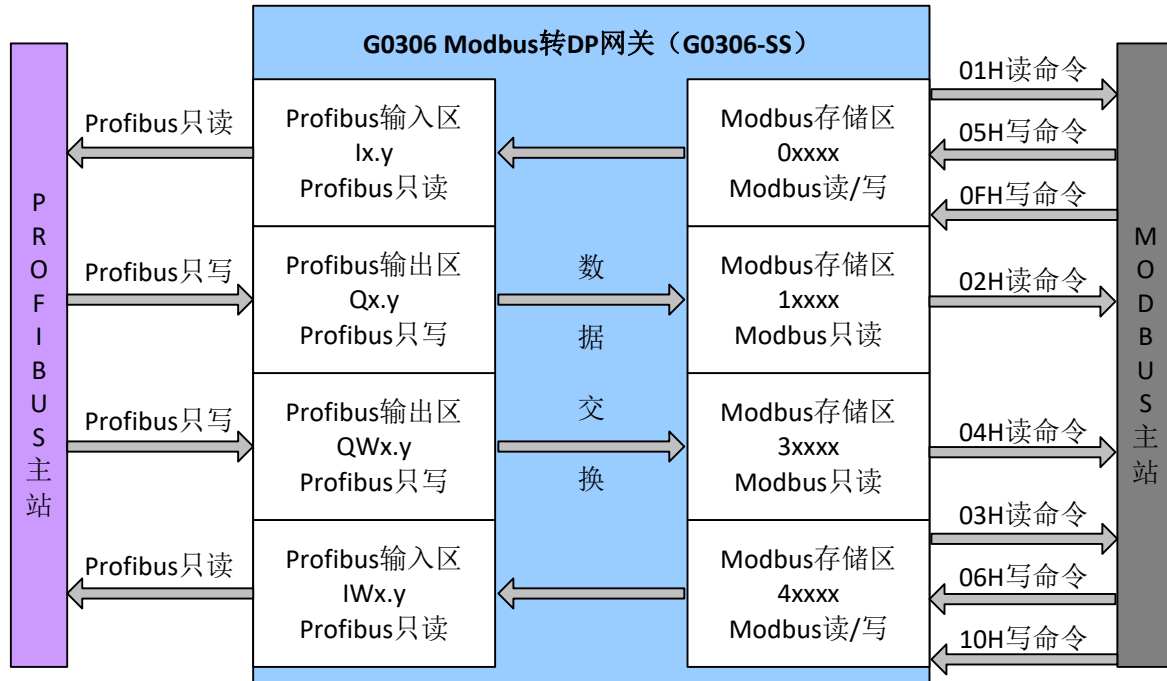 G0306 Modbus转DP网关（G0306-SS）
PROFIBUS主站
Profibus只读
Profibus只写
Profibus只写
Profibus只读
Profibus输入区
Ix.y
Profibus只读
Profibus输出区
Qx.y
Profibus只写
Profibus输出区
QWx.y
Profibus只写
Profibus输入区
IWx.y
Profibus只读
数
据
交
换
Modbus存储区
0xxxx
Modbus读/写
Modbus存储区
1xxxx
Modbus只读
Modbus存储区
3xxxx
Modbus只读
Modbus存储区
4xxxx
Modbus读/写
01H读命令
05H写命令
0FH写命令
02H读命令
04H读命令
03H读命令
06H写命令
10H写命令
MODBUS主站